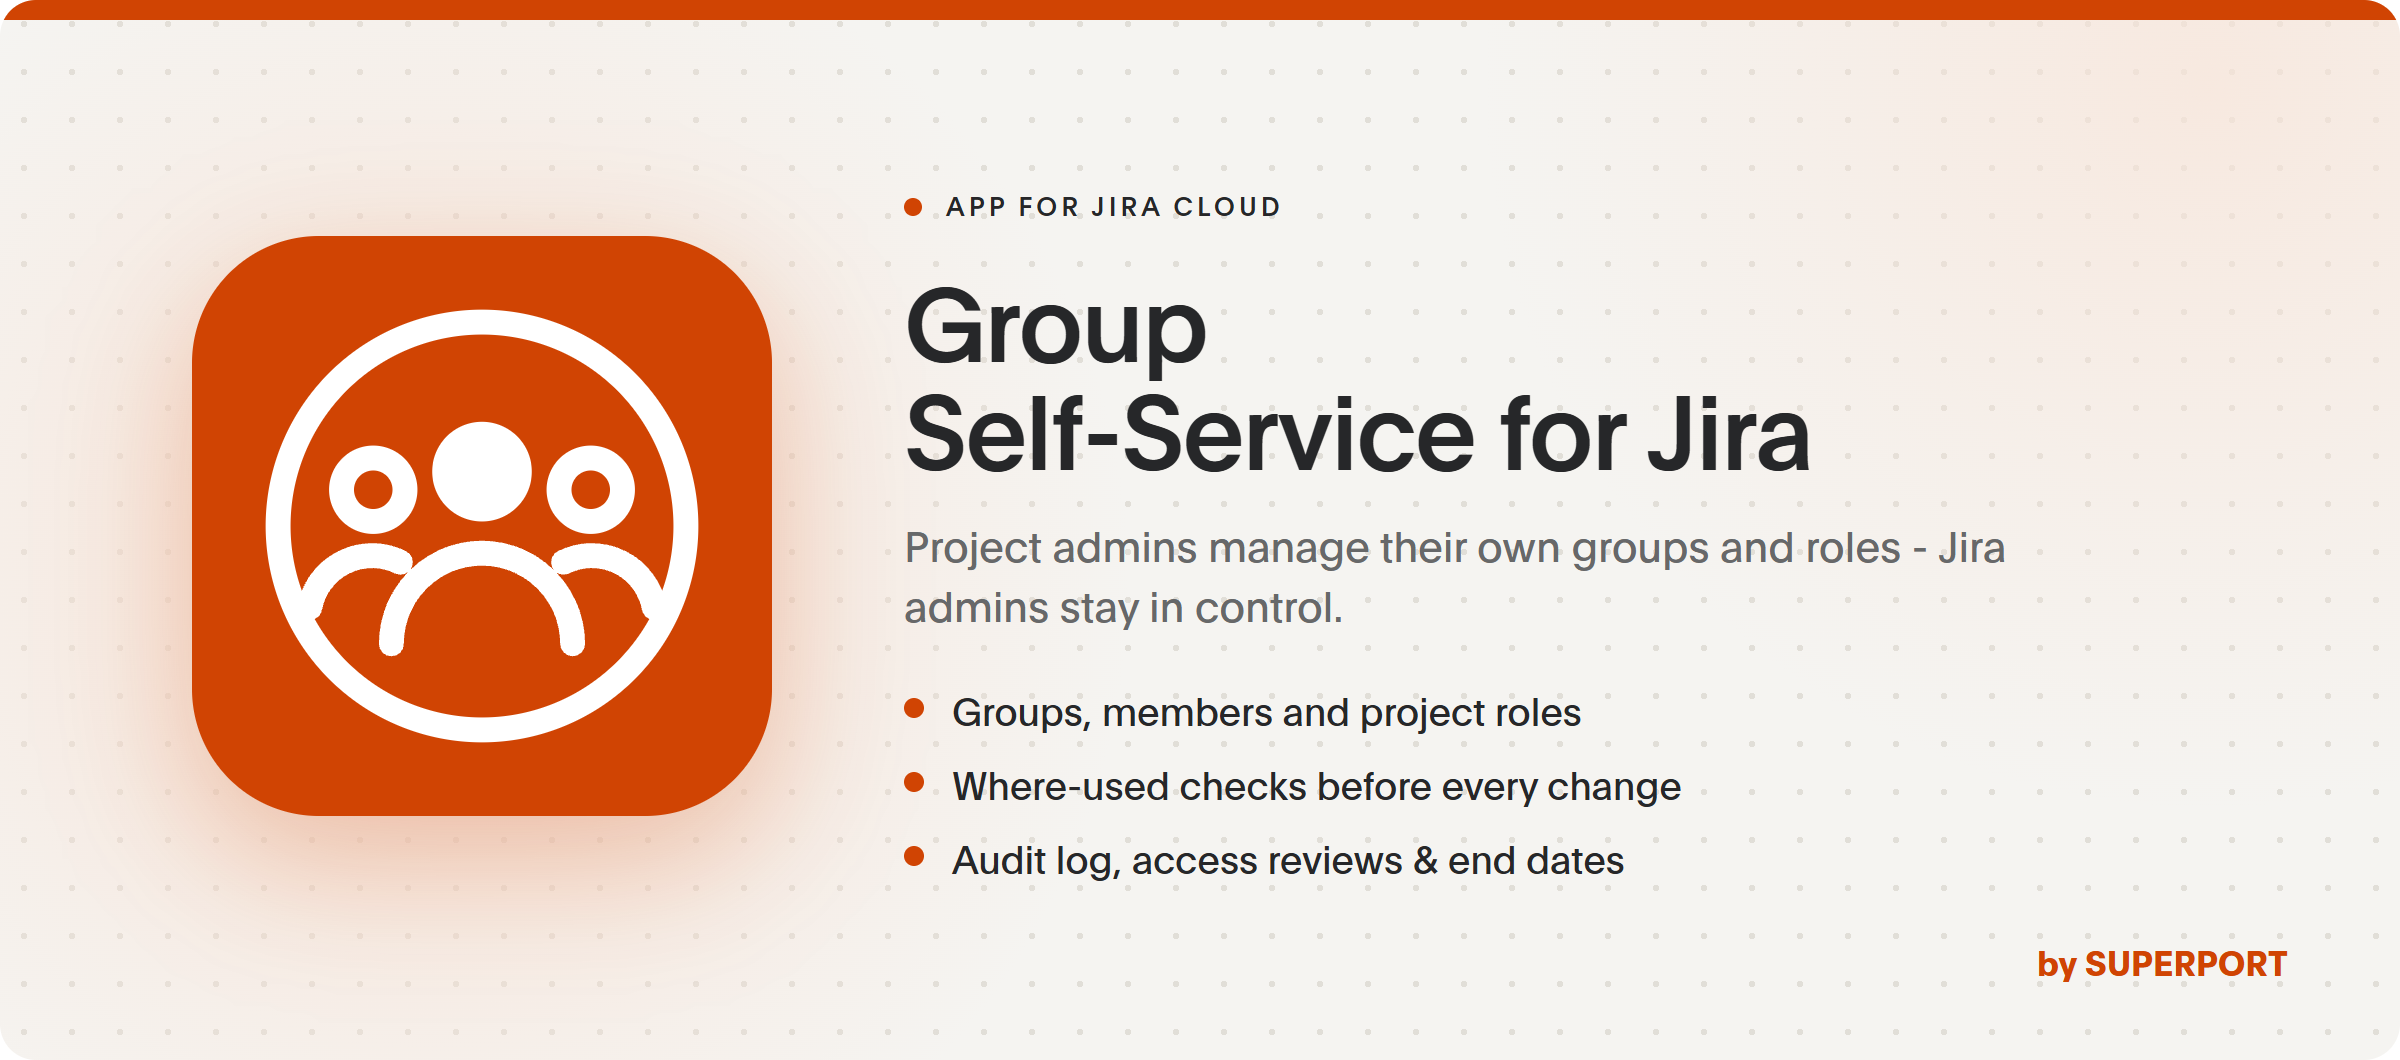 APP FOR JIRA CLOUD
Group
Self-Service for Jira
Project admins manage their own groups and roles - Jira
admins stay in control.
Groups, members and project roles
Where-used checks before every change
Audit log, access reviews & end dates
by SUPERPORT